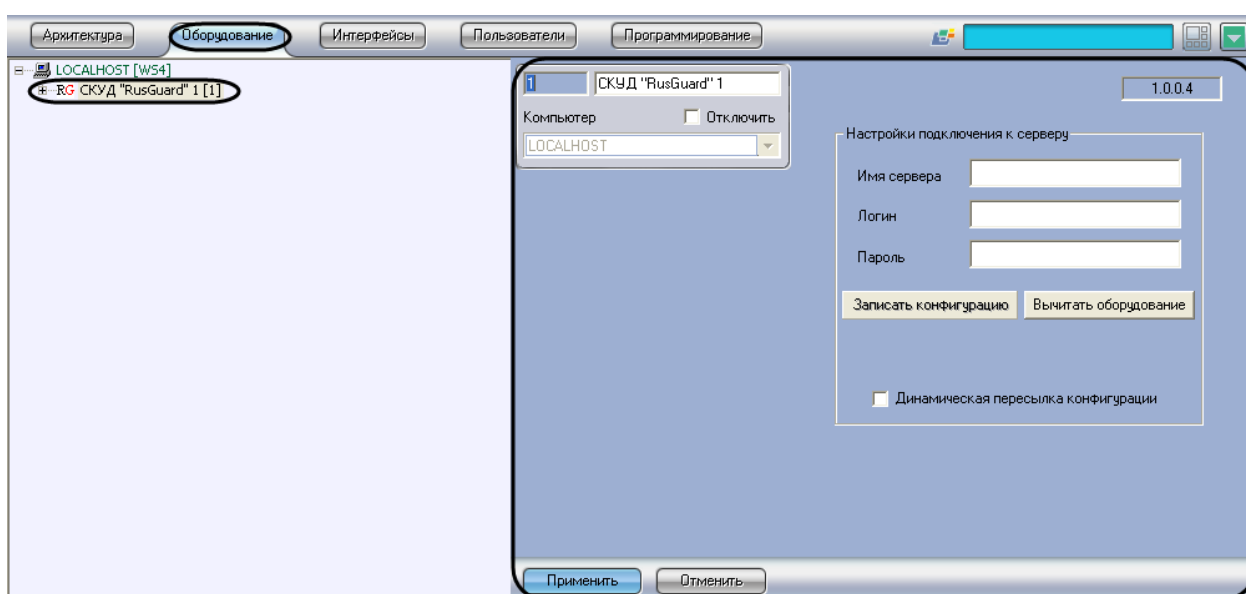 Архитектура Оборудование Интерфейсы Пользователи Программирование
LOCALHOST [WS4]
RG СКУД "RusGuard" 1 [1]
1 СКУД "RusGuard" 1
1.0.0.4
Компьютер Отключить
LOCALHOST
Настройки подключения к серверу
Имя сервера
Логин
Пароль
Записать конфигурацию Вычитать оборудование
Динамическая пересылка конфигурации
Применить Отменить